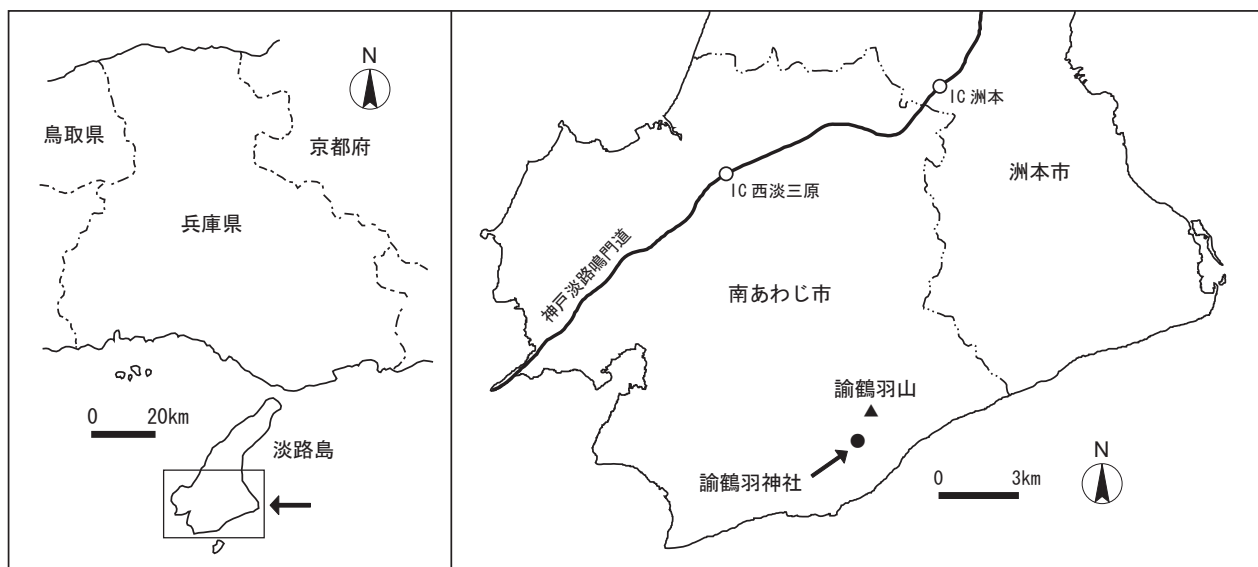 N
鳥取県
京都府
兵庫県
0 20km
淡路島
IC 洲本
洲本市
IC 西淡三原
神戸淡路鳴門道
南あわじ市
諭鶴羽山
諭鶴羽神社
0 3km
N